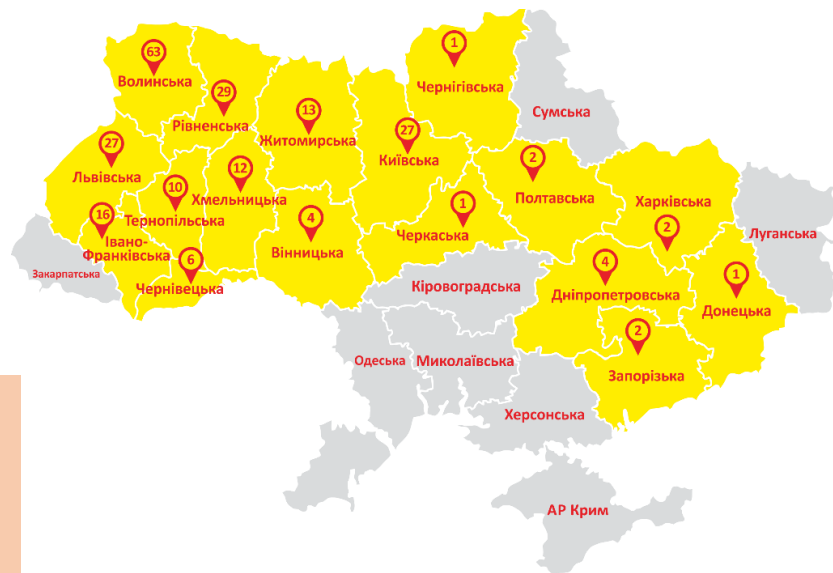 1
63
Волинська
Чернігівська
29
Сумська
13
Рівненська
Житомирська
27
Київська
27
Львівська
12
Хмельницька
2
Полтавська
10
Тернопільська
Харківська
2
16
Івано-
Франківська
4
Вінницька
1
Черкаська
Луганська
Закарпатська
6
Чернівецька
Кіровоградська
4
Дніпропетровська
1
Донецька
2
Запорізька
Одеська
Миколаївська
Херсонська
АР Крим